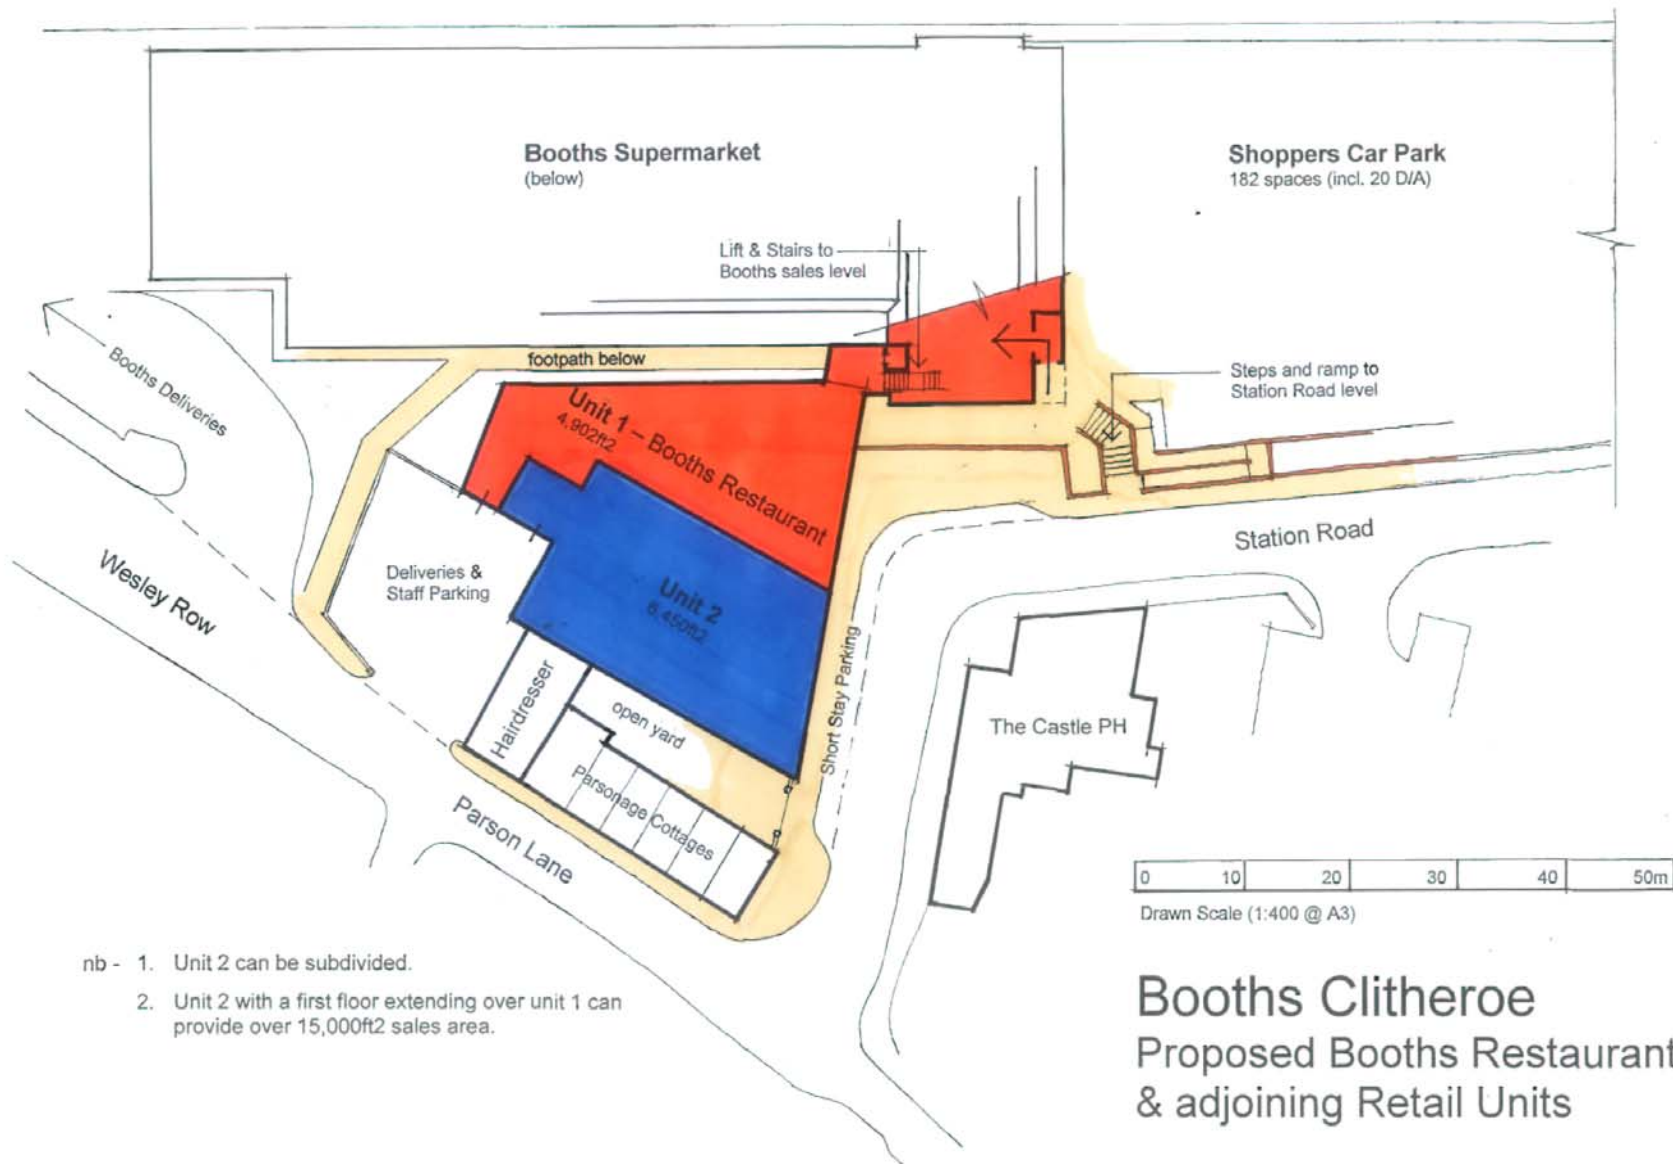 Booths Supermarket
(below)
Shoppers Car Park
182 spaces (incl. 20 D/A)
Lift & Stairs to
Booths sales level
Booths Deliveries
footpath below
Steps and ramp to
Station Road level
Unit 1 – Booths Restaurant
4,902ft2
Wesley Row
Deliveries &
Staff Parking
Unit 2
6,450ft2
Station Road
Short Stay Parking
Hairdresser
open yard
The Castle PH
Parsonage Cottages
Parson Lane
0 10 20 30 40 50m
Drawn Scale (1:400 @ A3)
nb - 1. Unit 2 can be subdivided.
2. Unit 2 with a first floor extending over unit 1 can
provide over 15,000ft2 sales area.
Booths Clitheroe
Proposed Booths Restaurant
& adjoining Retail Units